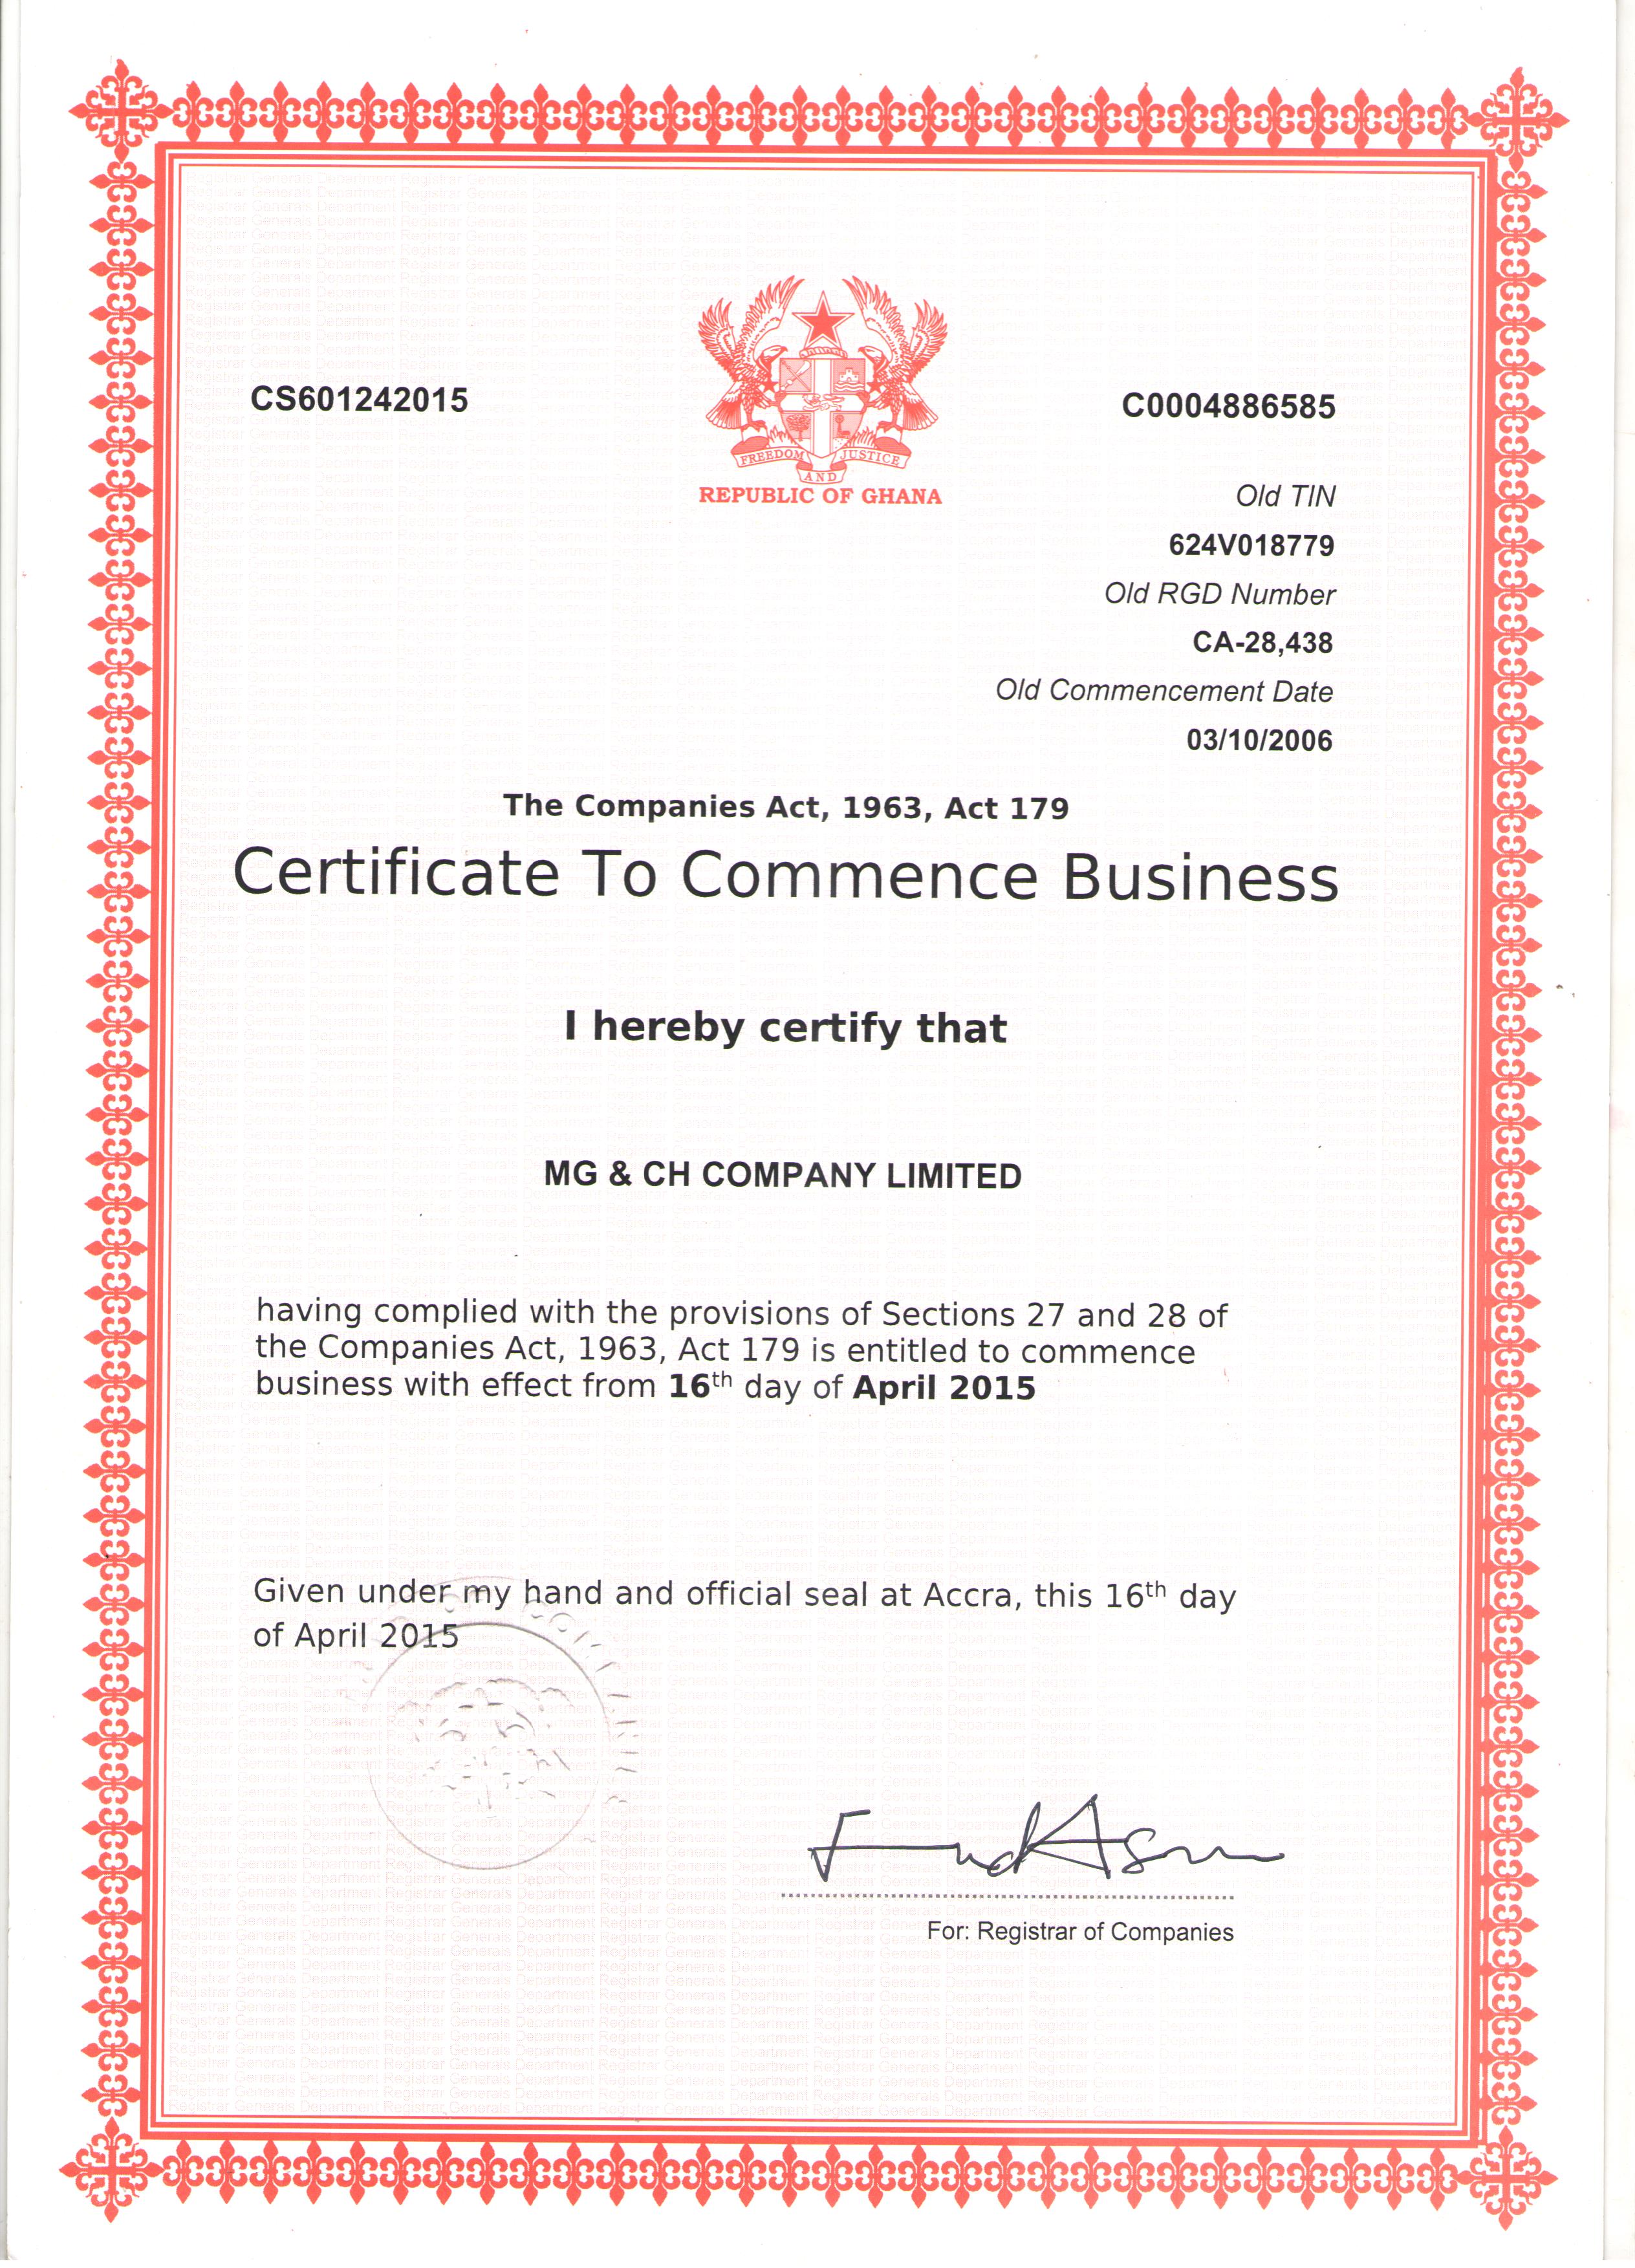 CS601242015
C0004886585
FREEDOM AND JUSTICE
REPUBLIC OF GHANA
Old TIN
624V018779
Old RGD Number
CA-28,438
Old Commencement Date
03/10/2006
The Companies Act, 1963, Act 179
Certificate To Commence Business
I hereby certify that
MG & CH COMPANY LIMITED
having complied with the provisions of Sections 27 and 28 of
the Companies Act, 1963, Act 179 is entitled to commence
business with effect from 16th day of April 2015
Given under my hand and official seal at Accra, this 16th day
of April 2015
For: Registrar of Companies